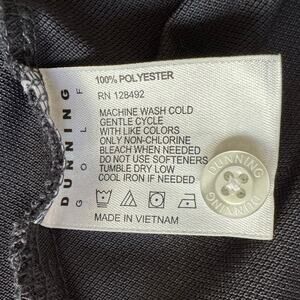 DUNNING
GOLF
100% POLYESTER
RN 128492
MACHINE WASH COLD
GENTLE CYCLE
WITH LIKE COLORS
ONLY NON-CHLORINE
BLEACH WHEN NEEDED
DO NOT USE SOFTENERS
TUMBLE DRY LOW
COOL IRON IF NEEDED
MADE IN VIETNAM
DUNNING